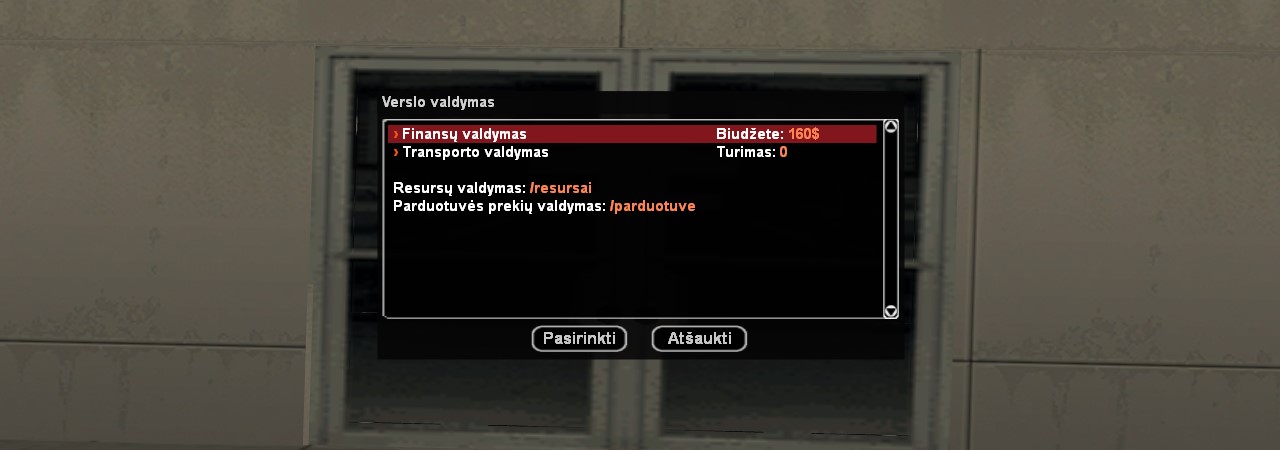 Verslo valdymas
› Finansų valdymas Biudžete: 160$
› Transporto valdymas Turimas: 0
Resursų valdymas: /resursai
Parduotuvės prekių valdymas: /parduotuve
Pasirinkti Atšaukti